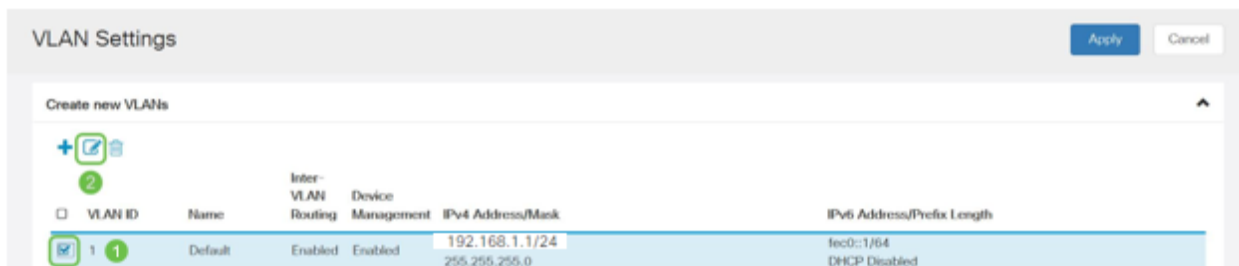 VLAN Settings
Apply
Cancel
Create new VLANs
2
Inter-
VLAN Device
VLAN ID Name Routing Management IPv4 Address/Mask IPv6 Address/Prefix Length
1 1 Default Enabled Enabled 192.168.1.1/24 fec0::1/64
255.255.255.0 DHCP Disabled